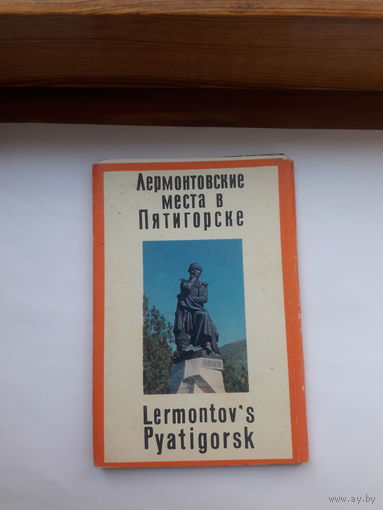 Лермонтовские
места в
Пятигорске
Lermontov's
Pyatigorsk
www.ay.by